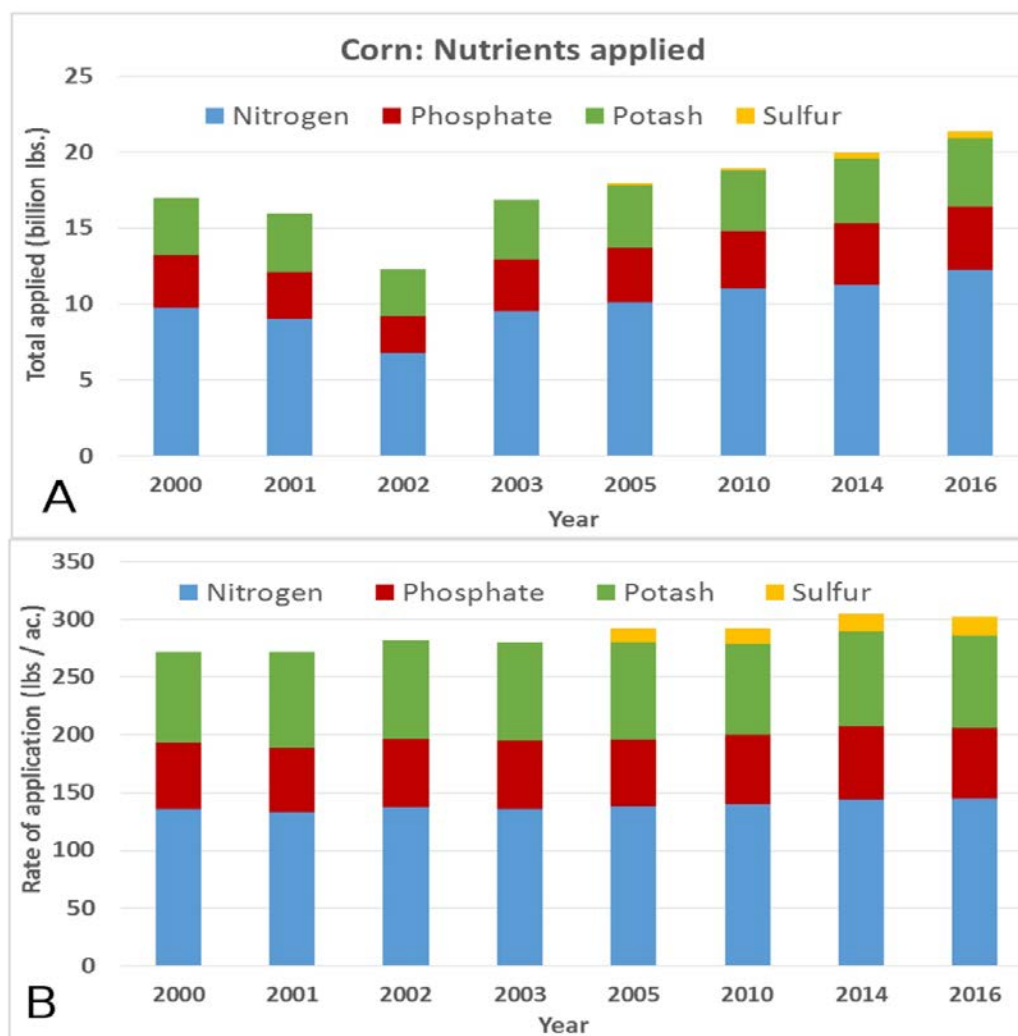 Corn: Nutrients applied
25
Nitrogen Phosphate Potash Sulfur
20
15
10
5
0
Total applied (billion lbs.)
2000 2001 2002 2003 2005 2010 2014 2016
Year
A
350
Nitrogen Phosphate Potash Sulfur
300
250
200
150
100
50
0
Rate of application (lbs / ac.)
2000 2001 2002 2003 2005 2010 2014 2016
Year
B